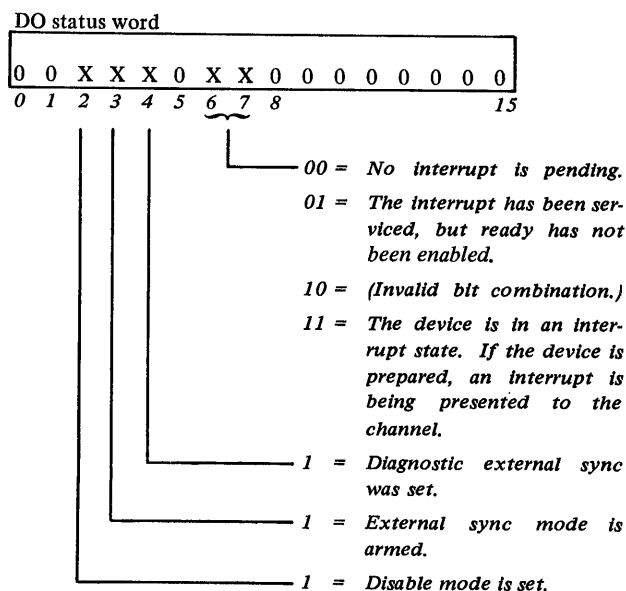 DO status word
0 0 X X X 0 X X 0 0 0 0 0 0 0 0
0 1 2 3 4 5 6 7 8 15
00 = No interrupt is pending.
01 = The interrupt has been ser-
viced, but ready has not
been enabled.
10 = (Invalid bit combination.)
11 = The device is in an inter-
rupt state. If the device is
prepared, an interrupt is
being presented to the
channel.
1 = Diagnostic external sync
was set.
1 = External sync mode is
armed.
1 = Disable mode is set.